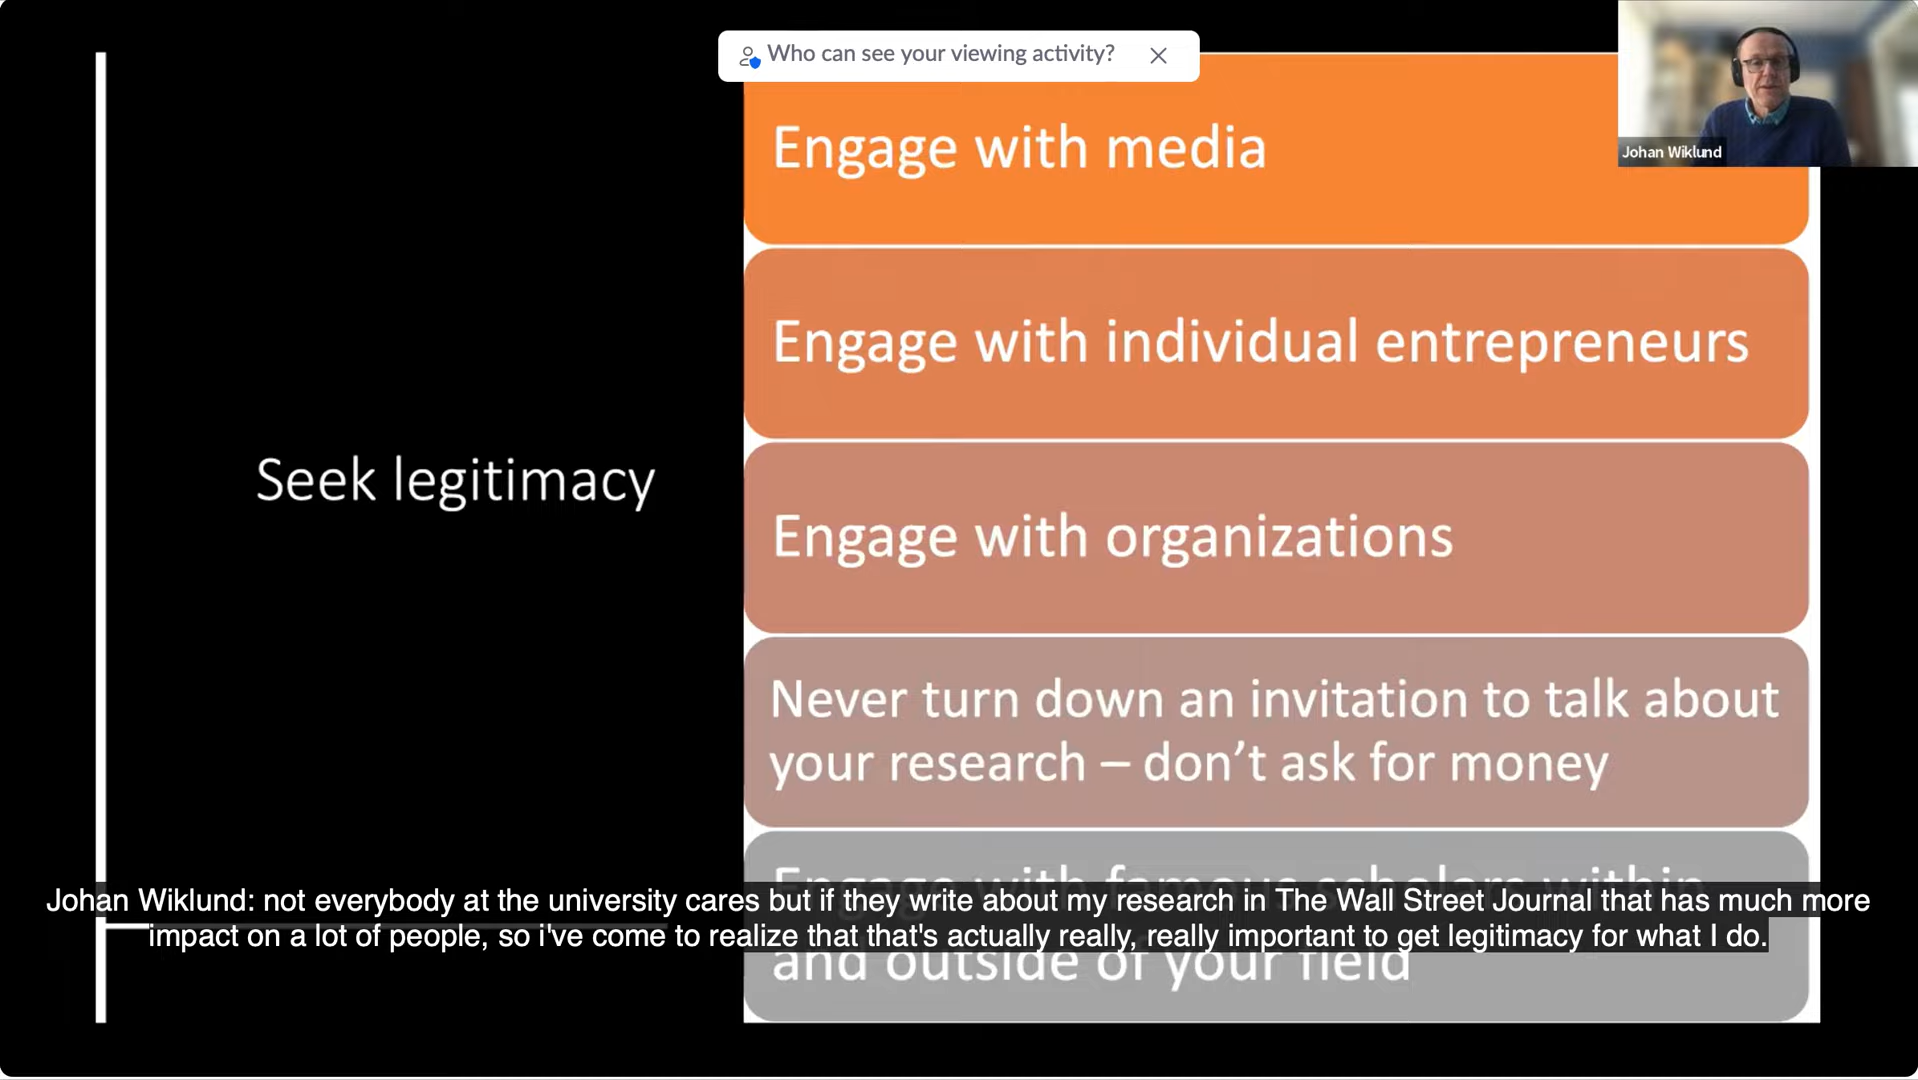 Who can see your viewing activity?
Johan Wiklund
Seek legitimacy
Engage with media
Engage with individual entrepreneurs
Engage with organizations
Never turn down an invitation to talk about
your research – don’t ask for money
Engage with famous scholars within
and outside of your field
Johan Wiklund: not everybody at the university cares but if they write about my research in The Wall Street Journal that has much more
impact on a lot of people, so i've come to realize that that's actually really, really important to get legitimacy for what I do.